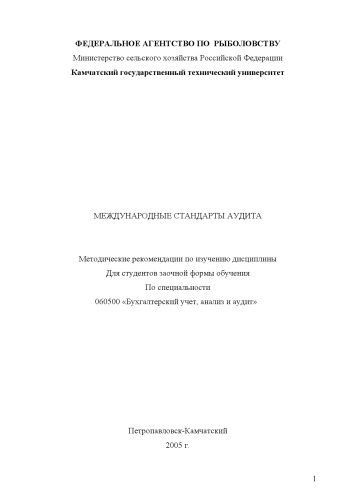 ФЕДЕРАЛЬНОЕ АГЕНТСТВО ПО РЫБОЛОВСТВУ
Министерство сельского хозяйства Российской Федерации
Камчатский государственный технический университет
МЕЖДУНАРОДНЫЕ СТАНДАРТЫ АУДИТА
Методические рекомендации по изучению дисциплины
Для студентов заочной формы обучения
По специальности
060500 «Бухгалтерский учет, анализ и аудит»
Петропавловск-Камчатский
2005 г.
1